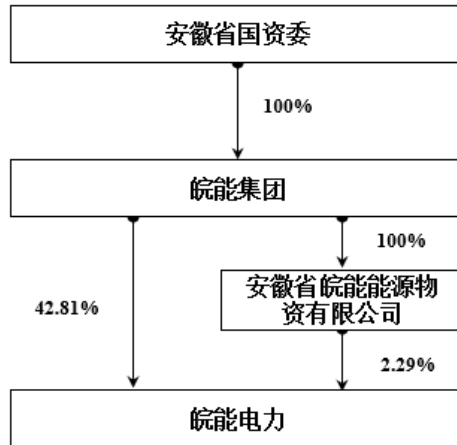 安徽省国资委
100%
皖能集团
100%
42.81%
安徽省皖能能源物
资有限公司
2.29%
皖能电力